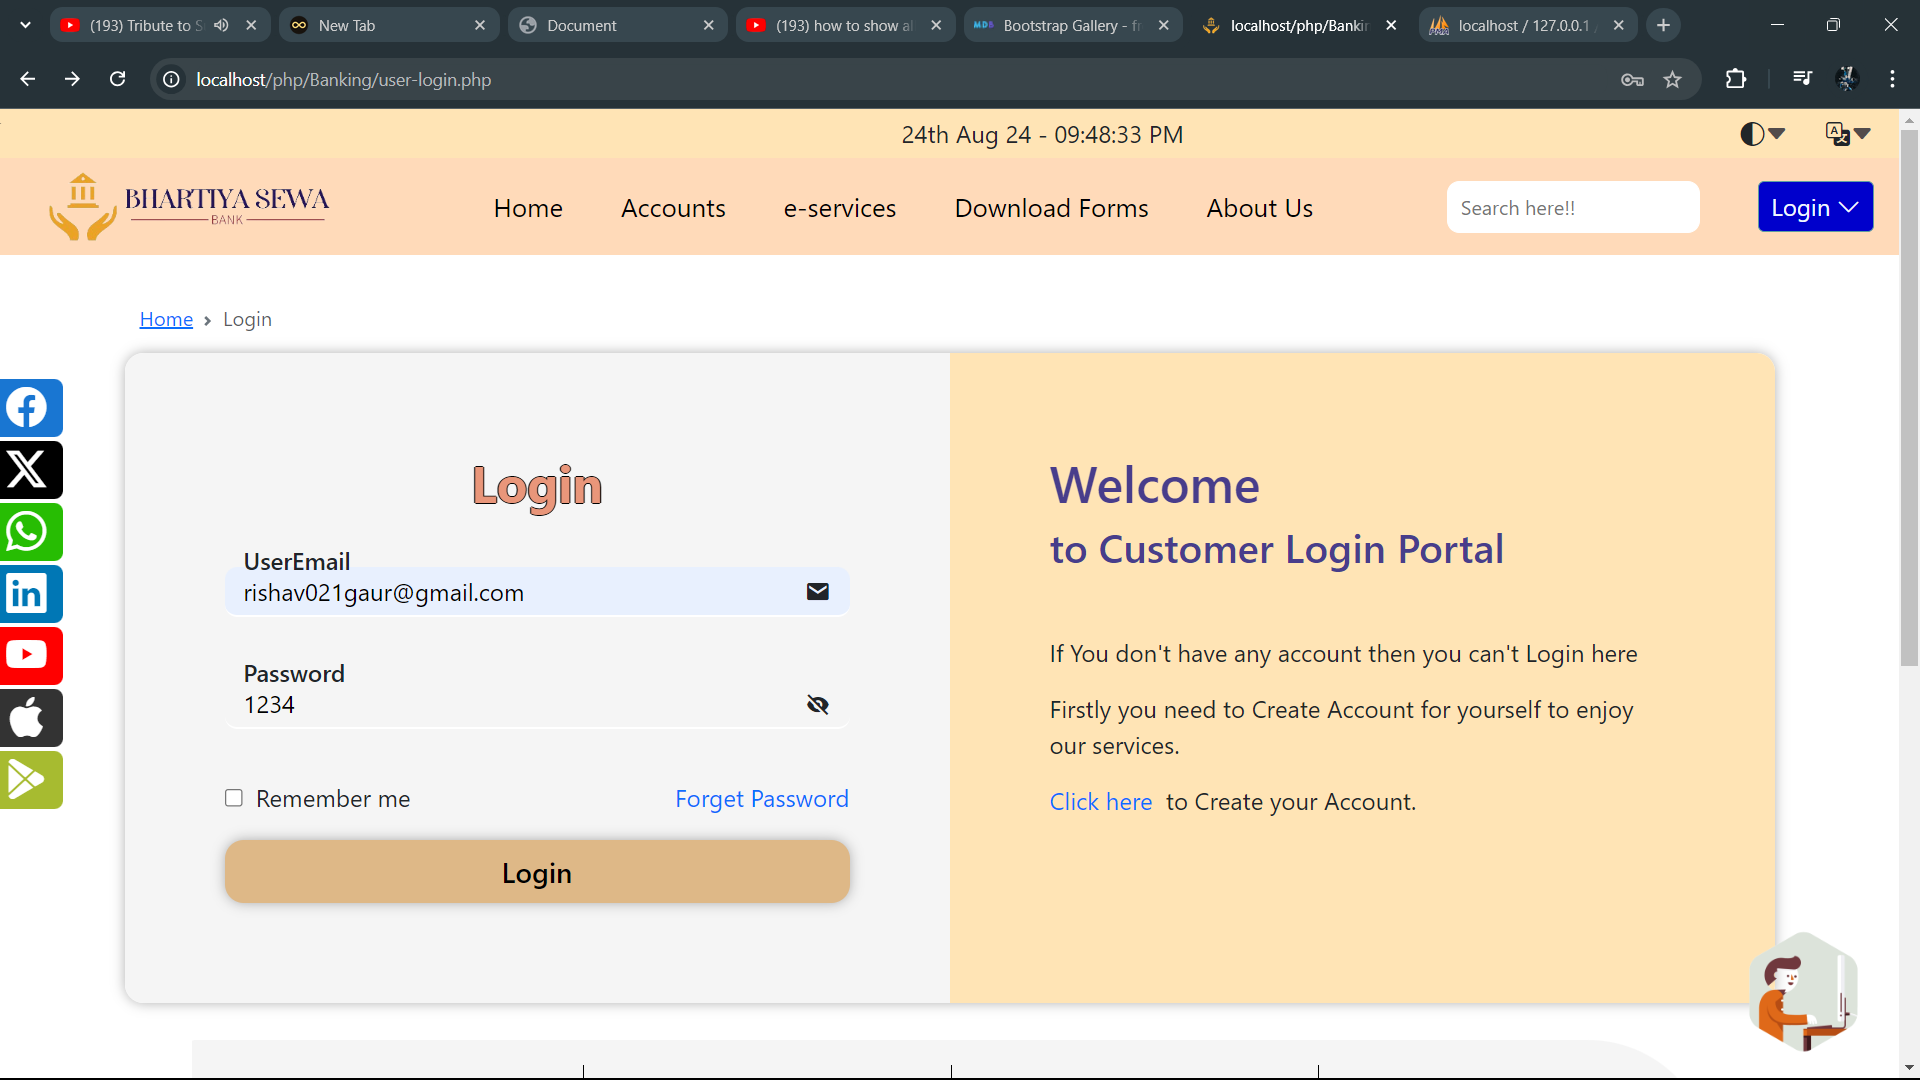 (193) Tribute to S
New Tab
Document
(193) how to show al
MDB Bootstrap Gallery - fr
localhost/php/Bankin
localhost / 127.0.0.1 /
localhost/php/Banking/user-login.php
24th Aug 24 - 09:48:33 PM
BHARTIYA SEWA
BANK
Home
Accounts
e-services
Download Forms
About Us
Search here!!
Login
Home › Login
Login
UserEmail
rishav021gaur@gmail.com
Password
1234
Remember me
Forget Password
Login
Welcome
to Customer Login Portal
If You don't have any account then you can't Login here
Firstly you need to Create Account for yourself to enjoy
our services.
Click here to Create your Account.